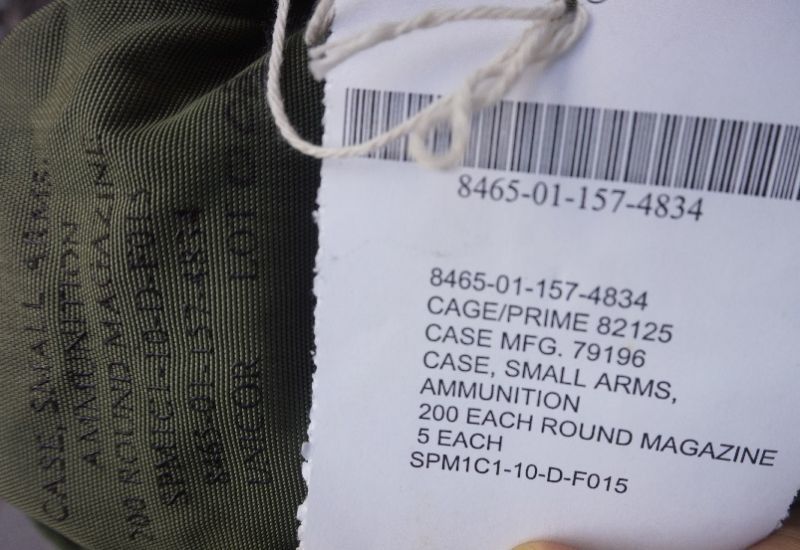 CASE, SMALL ARMS,
AMMUNITION
200 ROUND MAGAZINE
SPM1C1-10-D-F015
8465-01-157-4834
UNICOR LOT
8465-01-157-4834
8465-01-157-4834
CAGE/PRIME 82125
CASE MFG. 79196
CASE, SMALL ARMS,
AMMUNITION
200 EACH ROUND MAGAZINE
5 EACH
SPM1C1-10-D-F015